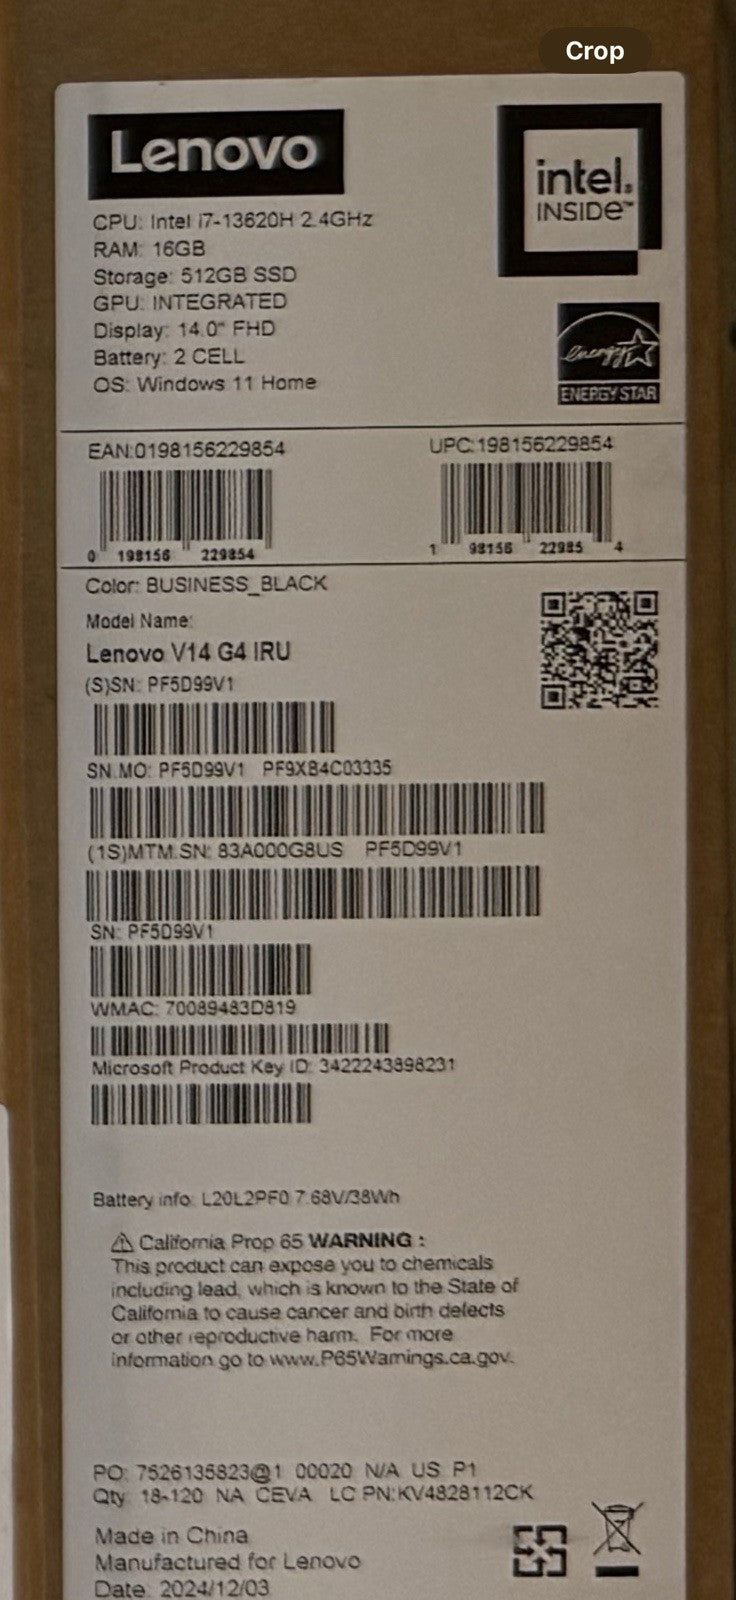 Crop
Lenovo
intel.
INSIDE™
CPU: Intel i7-13620H 2.4GHz
RAM: 16GB
Storage: 512GB SSD
GPU: INTEGRATED
Display: 14.0" FHD
Battery: 2 CELL
OS: Windows 11 Home
energy
ENERGY STAR
EAN:0198156229854
UPC:198156229854
0 198156 229854
1 98156 22985 4
Color: BUSINESS_BLACK
Model Name:
Lenovo V14 G4 IRU
(S)SN: PF5D99V1
SN.MO: PF5D99V1 PF9XB4C03335
(1S)MTM.SN: 83A000G8US PF5D99V1
SN: PF5D99V1
WMAC: 70089483D819
Microsoft Product Key ID: 3422243898231
Battery info: L20L2PF0 7.68V/38Wh
⚠ California Prop 65 WARNING :
This product can expose you to chemicals
including lead, which is known to the State of
California to cause cancer and birth defects
or other reproductive harm. For more
information go to www.P65Warnings.ca.gov.
PO: 7526135823@1 00020 N/A US P1
Qty: 18-120 NA CEVA LC PN:KV4828112CK
Made in China
Manufactured for Lenovo
Date: 2024/12/03